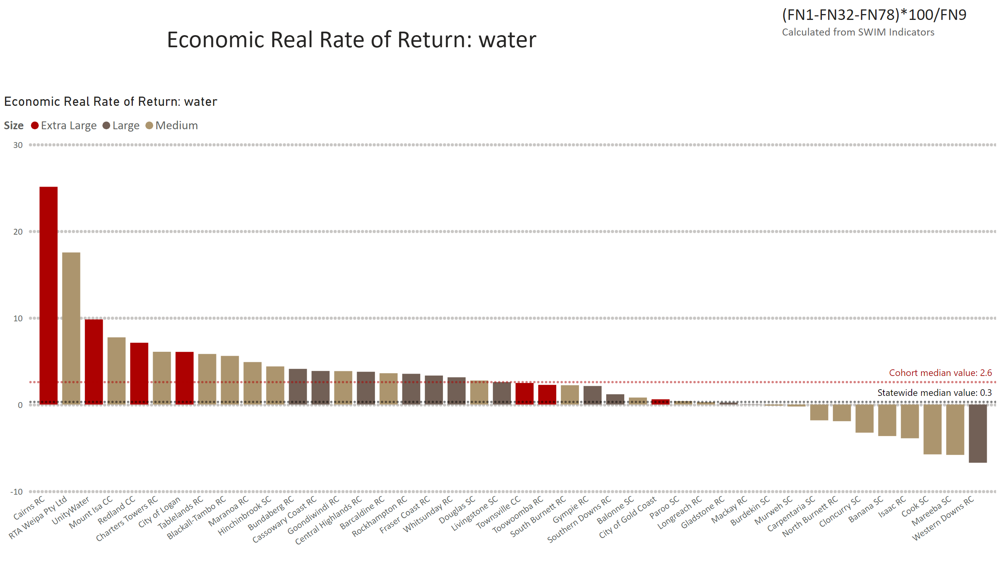 (FN1-FN32-FN78)*100/FN9
Calculated from SWIM Indicators
Economic Real Rate of Return: water
Economic Real Rate of Return: water
Size Extra Large Large Medium
30
20
10
Cohort median value: 2.6
Statewide median value: 0.3
0
-10
Cairns RC
RTA Weipa Pty Ltd
UnityWater
Mount Isa CC
Redland CC
Charters Towers RC
City of Logan
Tablelands RC
Blackall-Tambo RC
Maranoa RC
Hinchinbrook SC
Bundaberg RC
Cassowary Coast RC
Goondiwindi RC
Central Highlands RC
Barcaldine RC
Rockhampton RC
Fraser Coast RC
Whitsunday RC
Douglas SC
Livingstone SC
Townsville CC
Toowoomba RC
South Burnett RC
Gympie RC
Southern Downs RC
Balonne SC
City of Gold Coast
Paroo SC
Longreach RC
Gladstone RC
Mackay RC
Burdekin SC
Murweh SC
Carpentaria SC
North Burnett RC
Cloncurry SC
Banana SC
Isaac RC
Cook SC
Mareeba SC
Western Downs RC